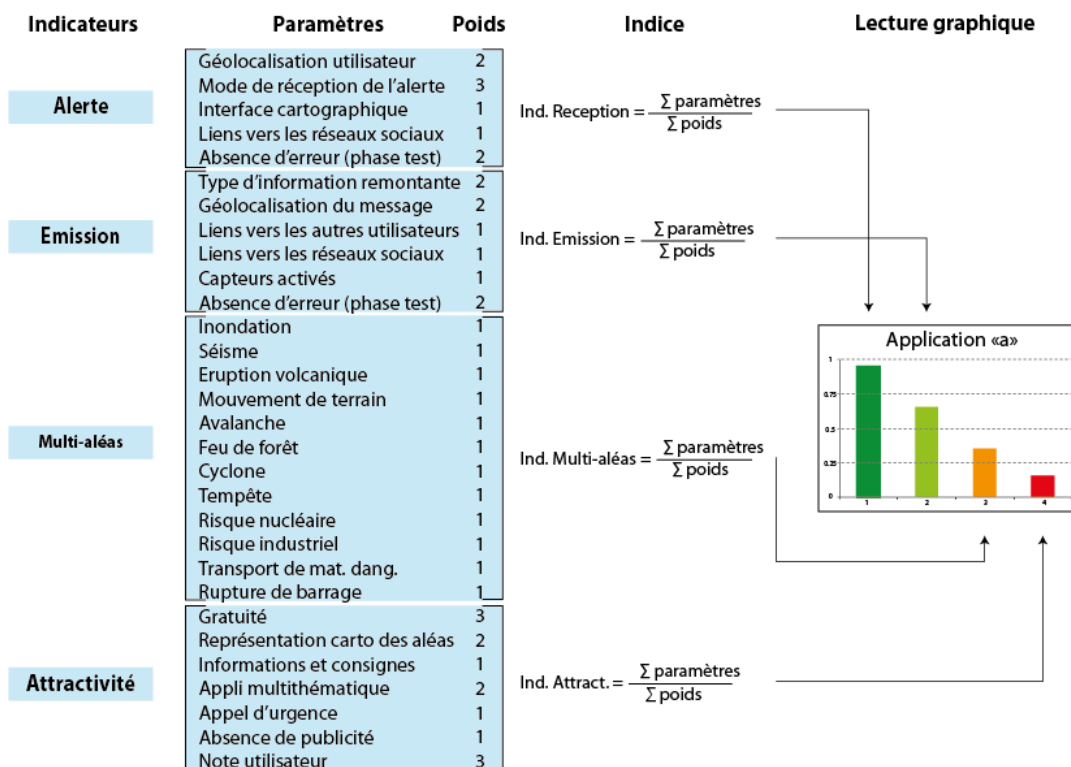 Indicateurs Paramètres Poids Indice Lecture graphique
Alerte
Géolocalisation utilisateur 2
Mode de réception de l'alerte 3
Interface cartographique 1
Liens vers les réseaux sociaux 1
Absence d'erreur (phase test) 2
Ind. Reception = ∑ paramètres
∑ poids
Emission
Type d'information remontante 2
Géolocalisation du message 2
Liens vers les autres utilisateurs 1
Liens vers les réseaux sociaux 1
Capteurs activés 1
Absence d'erreur (phase test) 2
Ind. Emission = ∑ paramètres
∑ poids
Multi-aléas
Inondation 1
Séisme 1
Eruption volcanique 1
Mouvement de terrain 1
Avalanche 1
Feu de forêt 1
Cyclone 1
Tempête 1
Risque nucléaire 1
Risque industriel 1
Transport de mat. dang. 1
Rupture de barrage 1
Ind. Multi-aléas = ∑ paramètres
∑ poids
Attractivité
Gratuité 3
Représentation carto des aléas 2
Informations et consignes 1
Appli multithématique 2
Appel d'urgence 1
Absence de publicité 1
Note utilisateur 3
Ind. Attract. = ∑ paramètres
∑ poids
Application «a»
1
0.75
0.5
0.25
0
1 2 3 4